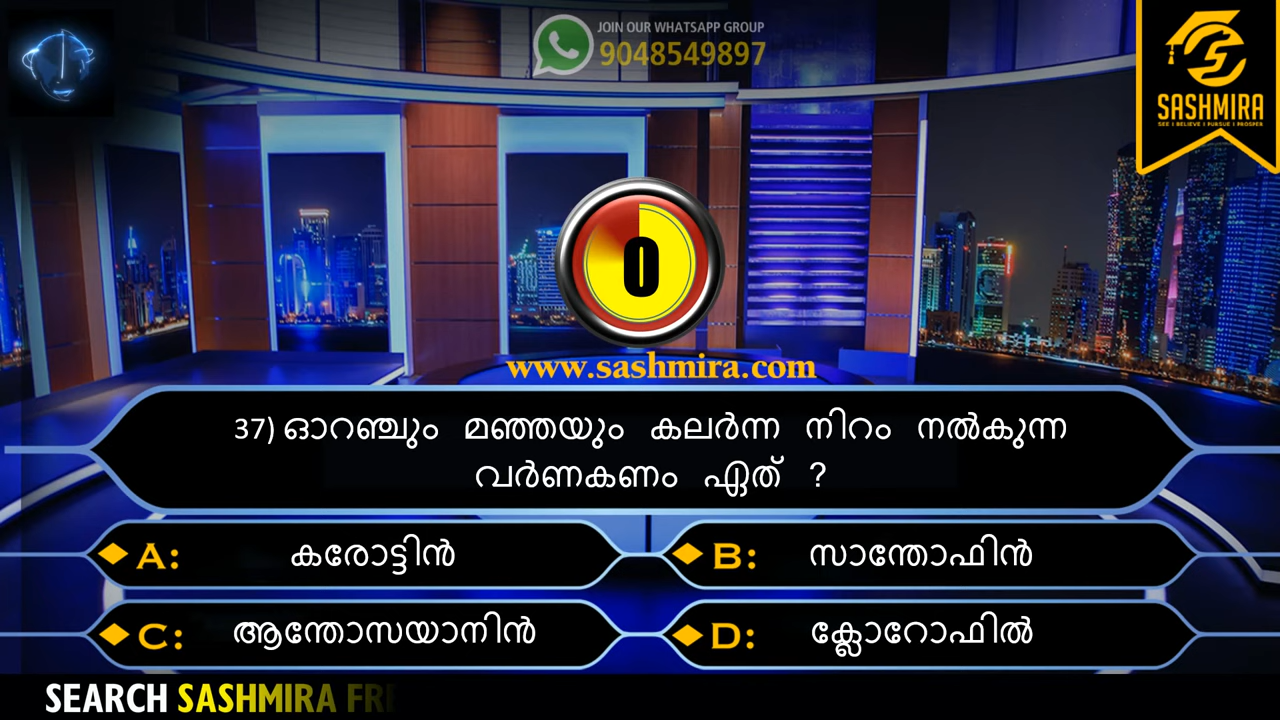 JOIN OUR WHATSAPP GROUP
9048549897
SASHMIRA
SEE | BELIEVE | PURSUE | PROSPER
0
www.sashmira.com
37) ഓറഞ്ചും മഞ്ഞയും കലർന്ന നിറം നൽകുന്ന
വർണകണം ഏത് ?
A: കരോട്ടിൻ
B: സാന്തോഫിൻ
C: ആന്തോസയാനിൻ
D: ക്ലോറോഫിൽ
SEARCH SASHMIRA FR